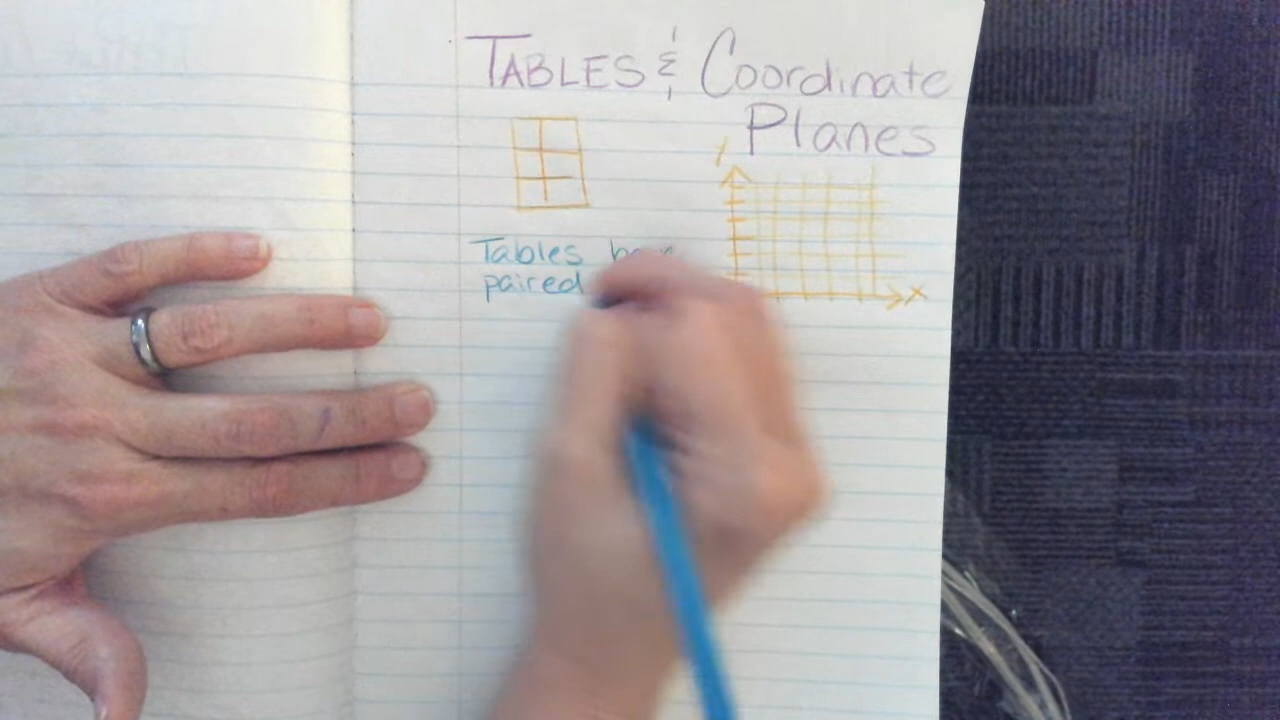 TABLES & Coordinate
Planes
Y
X
Tables
paired